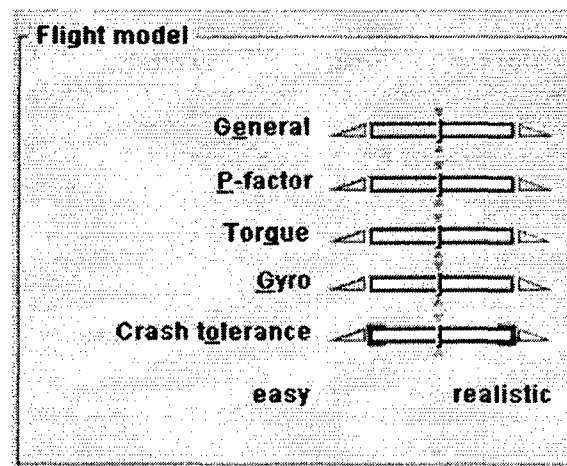 Flight model
General
P-factor
Torque
Gyro
Crash tolerance
easy realistic